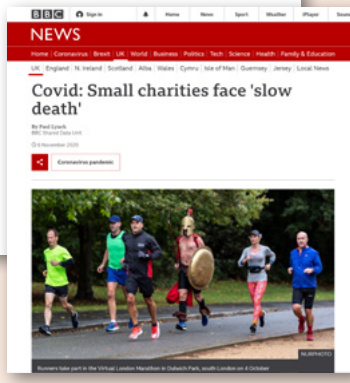 BBC Sign in Home News Sport Weather iPlayer
NEWS
Home Coronavirus Brexit UK World Business Politics Tech Science Health Family & Education
UK England N. Ireland Scotland Alba Wales Cymru Isle of Man Guernsey Jersey Local News
Covid: Small charities face 'slow
death'
By Paul Lynch
BBC Shared Data Unit
6 November 2020
Coronavirus pandemic
NURPHOTO
Runners take part in the Virtual London Marathon in Dulwich Park, south London on 4 October